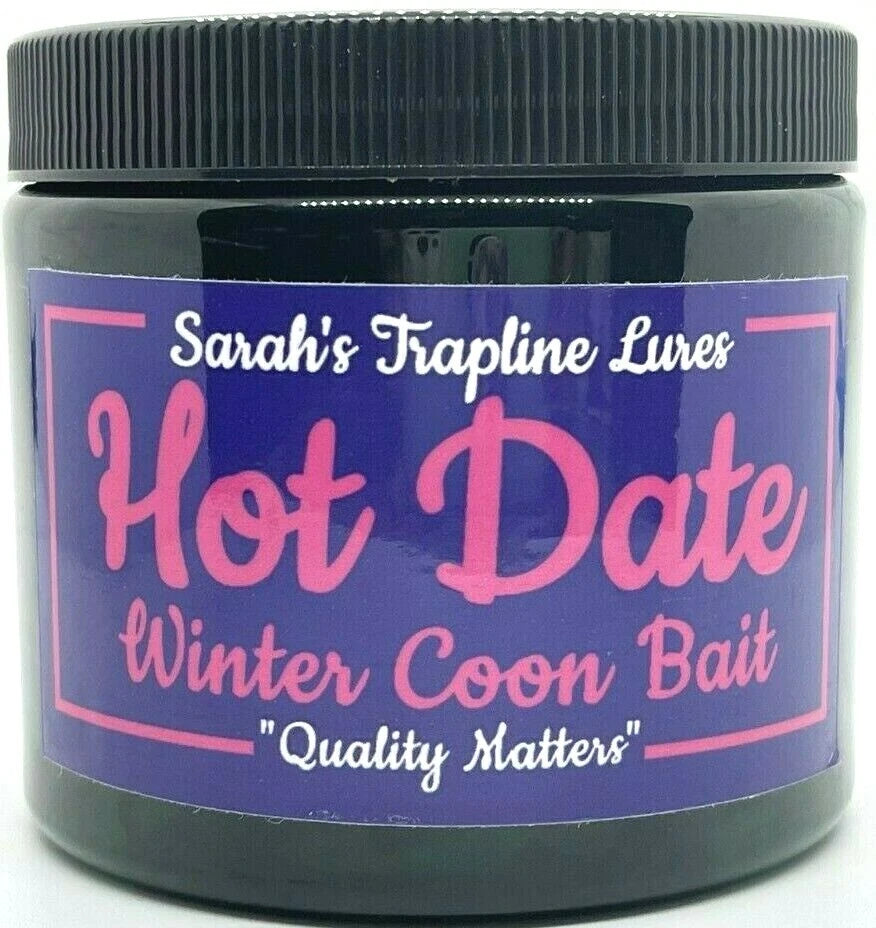 Sarah's Trapline Lures
Hot Date
Winter Coon Bait
"Quality Matters"